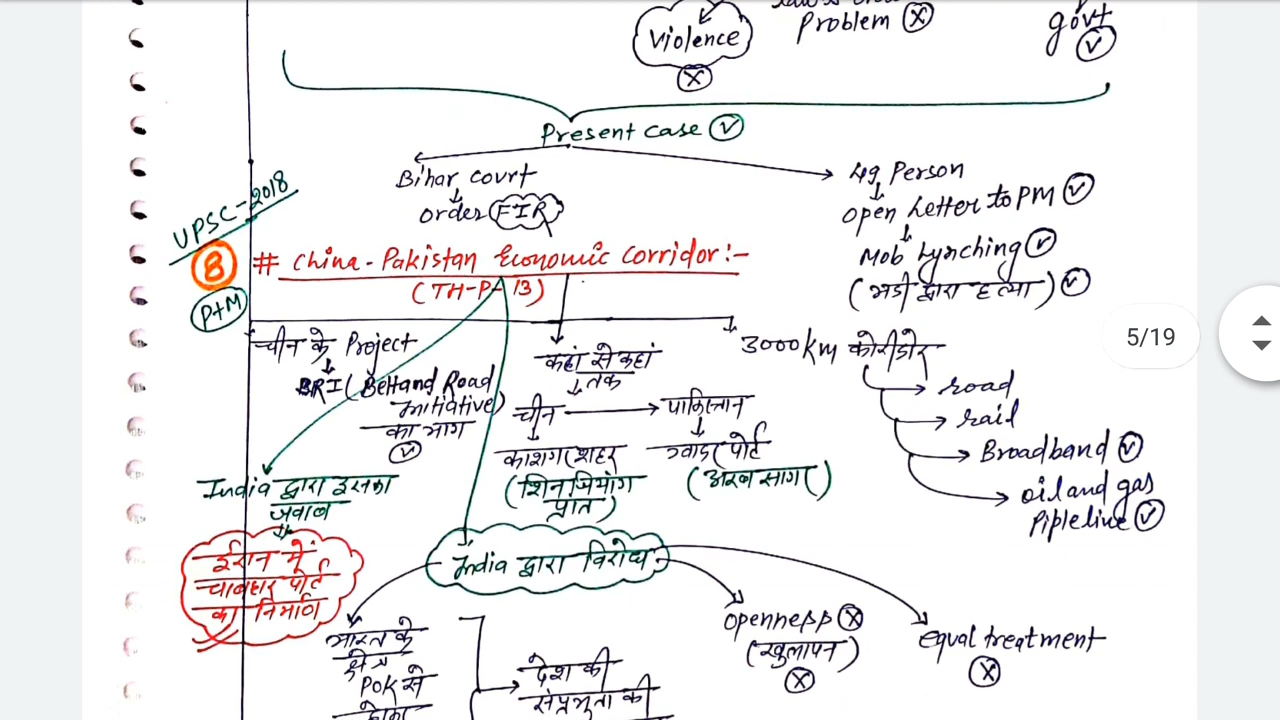 Violence
Problem
govt
Present case
Bihar court
order FIR
49 Person
open Letter to PM
Mob Lynching
(भीड़ द्वारा हत्या)
UPSC-2018
8
P+M
# China-Pakistan Economic corridor:-
(TH-P-13)
चीन के Project
BRI (Belt and Road
Initiative)
का भाग
कहां से कहां
तक
चीन
पाकिस्तान
काशगर शहर
(शिनजियांग
प्रांत)
ग्वादर पोर्ट
(अरब सागर)
3000km कोरीडोर
road
rail
Broadband
oil and gas
Pipleline
5/19
India द्वारा इसका
जवाब
ईरान में
चाबहार पोर्ट
का निर्माण
India द्वारा विरोध
भारत के
क्षेत्र
POK से
होकर
देश की
संप्रभुता की
openness
(खुलापन)
equal treatment